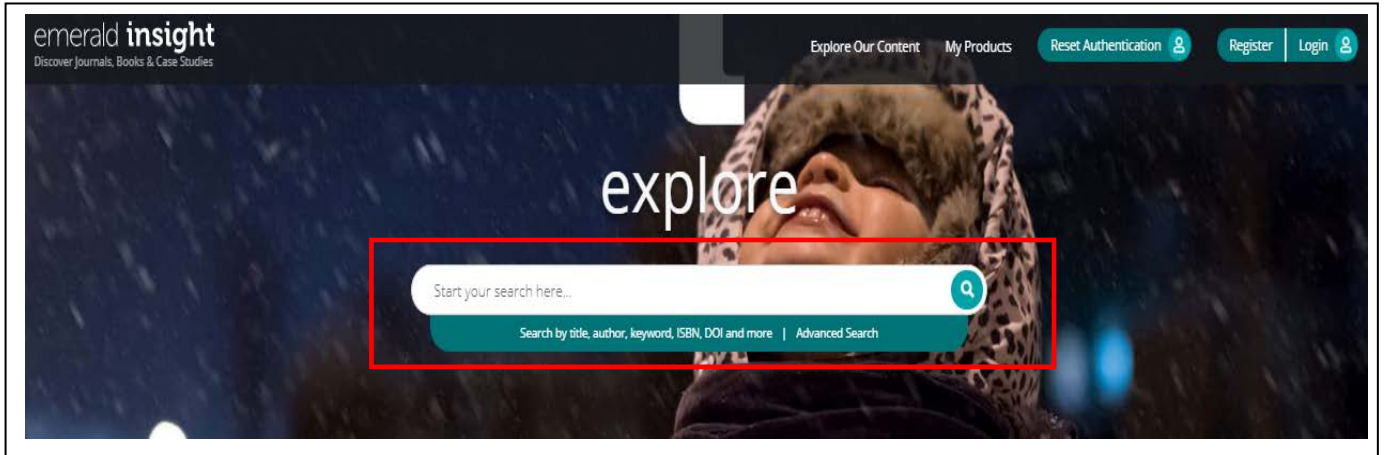 emerald insight
Discover Journals, Books & Case Studies
Explore Our Content My Products Reset Authentication Register Login
explore
Start your search here...
Search by title, author, keyword, ISBN, DOI and more | Advanced Search